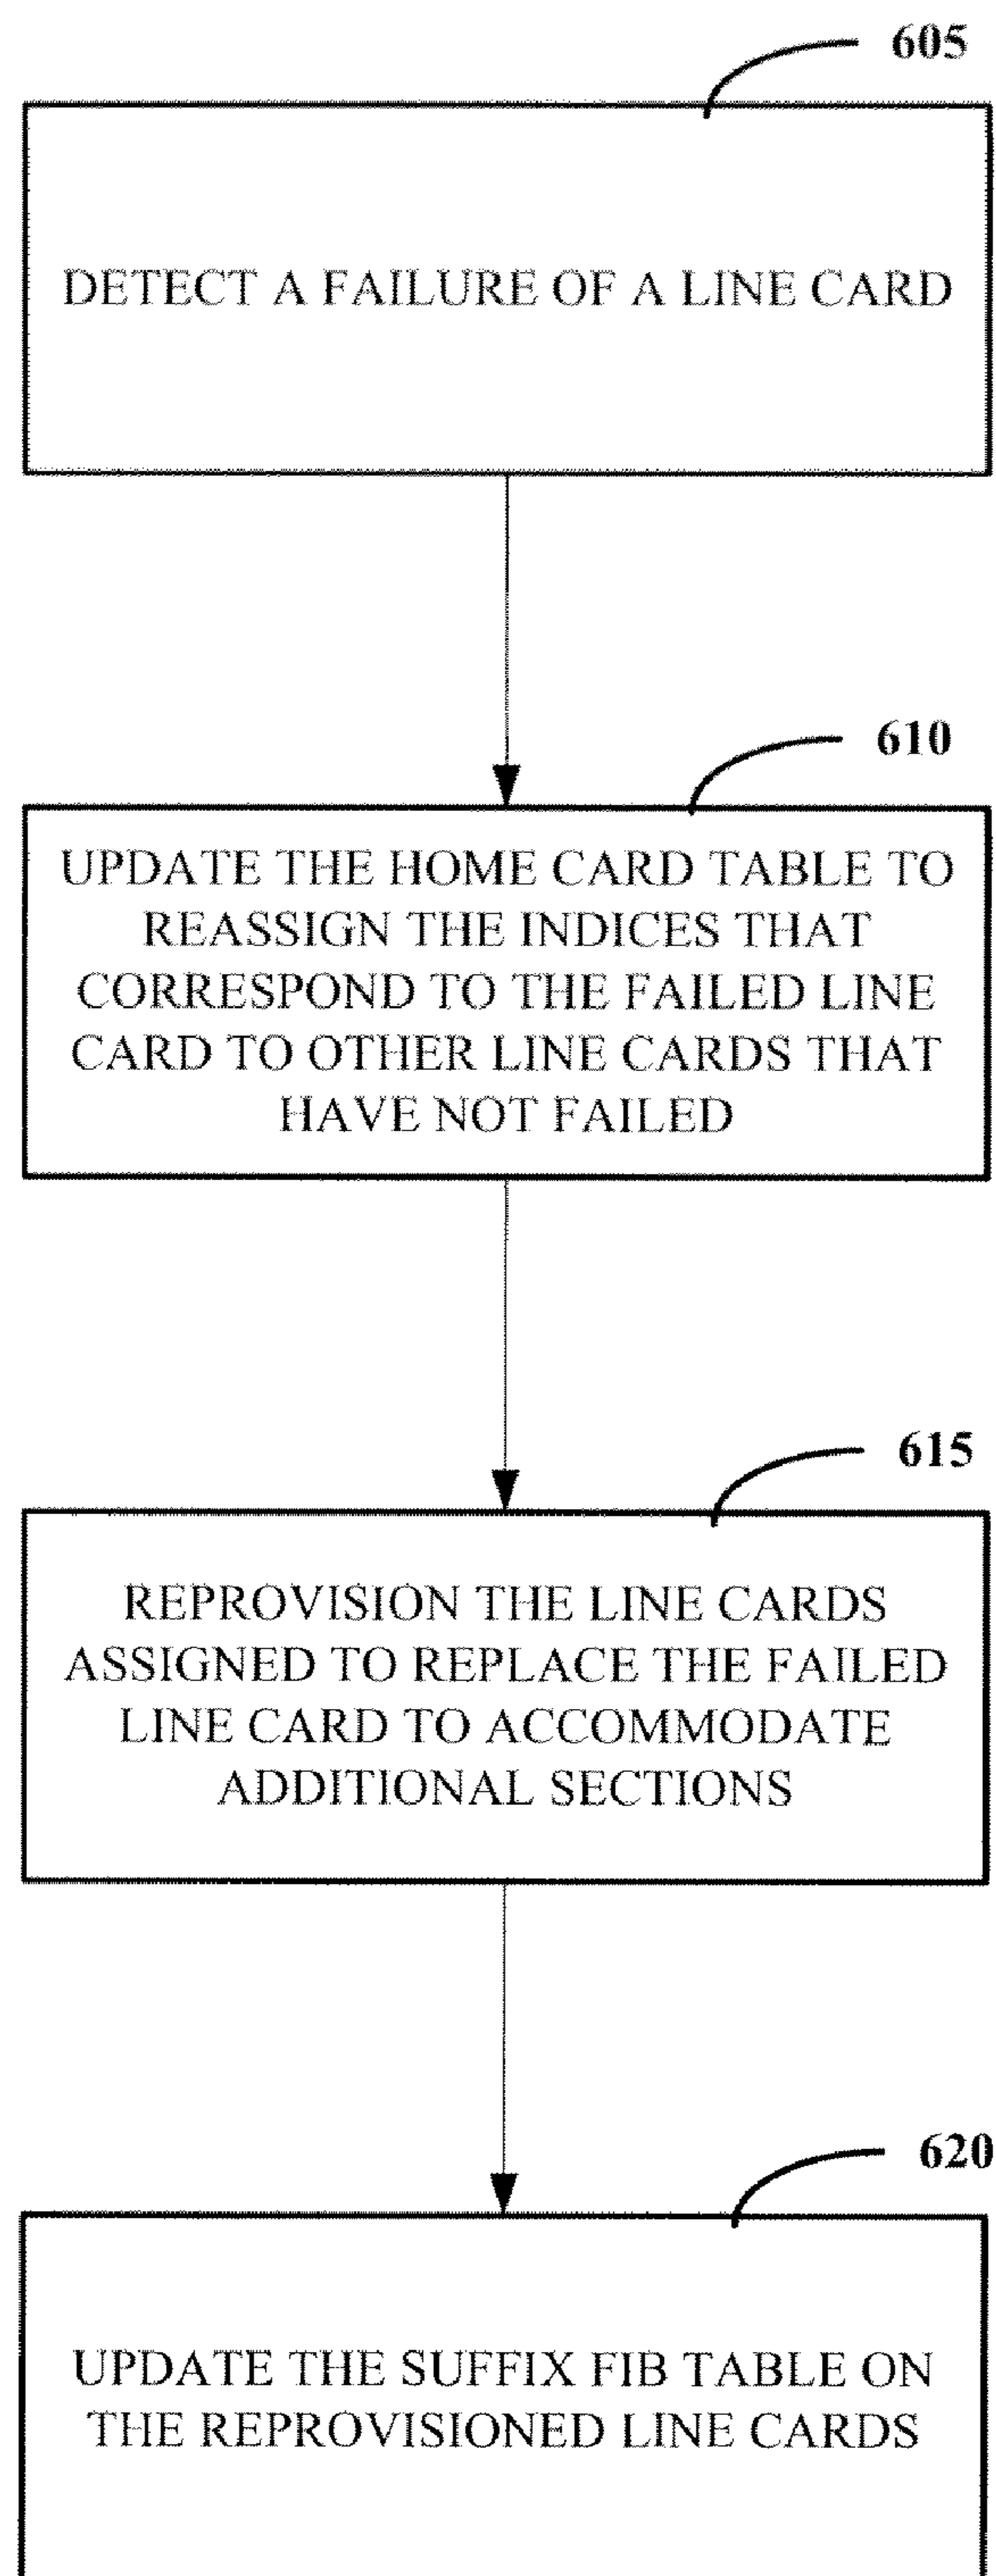 605
DETECT A FAILURE OF A LINE CARD
610
UPDATE THE HOME CARD TABLE TO
REASSIGN THE INDICES THAT
CORRESPOND TO THE FAILED LINE
CARD TO OTHER LINE CARDS THAT
HAVE NOT FAILED
615
REPROVISION THE LINE CARDS
ASSIGNED TO REPLACE THE FAILED
LINE CARD TO ACCOMMODATE
ADDITIONAL SECTIONS
620
UPDATE THE SUFFIX FIB TABLE ON
THE REPROVISIONED LINE CARDS